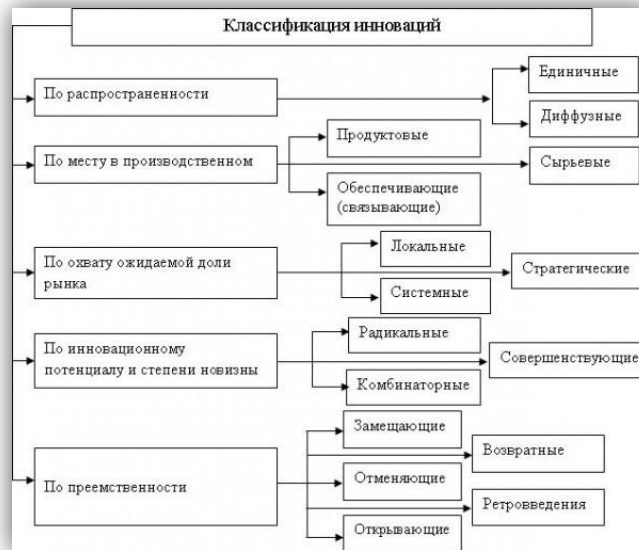 Классификация инноваций
По распространенности
Единичные
Диффузные
По месту в производственном
Продуктовые
Сырьевые
Обеспечивающие
(связывающие)
По охвату ожидаемой доли
рынка
Локальные
Стратегические
Системные
По инновационному
потенциалу и степени новизны
Радикальные
Совершенствующие
Комбинаторные
По преемственности
Замещающие
Возвратные
Отменяющие
Ретровведения
Открывающие